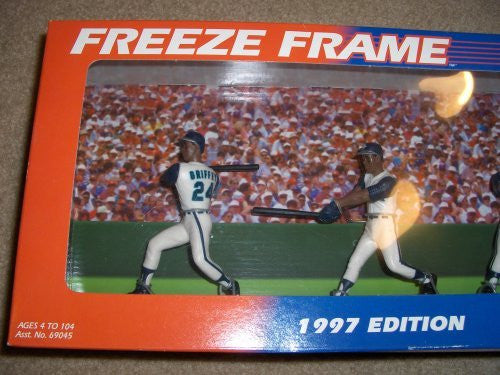 FREEZE FRAME
GRIFFEY
24
AGES 4 TO 104
Asst. No. 69045
1997 EDITION